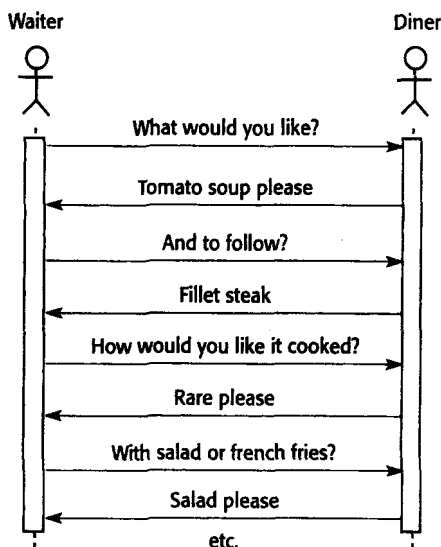 Waiter
Diner
What would you like?
Tomato soup please
And to follow?
Fillet steak
How would you like it cooked?
Rare please
With salad or french fries?
Salad please
etc.